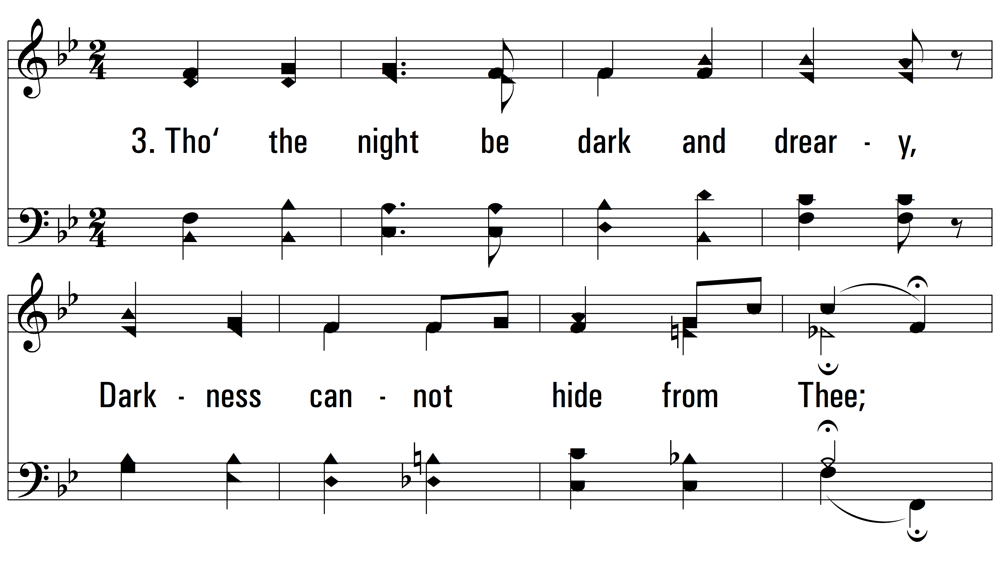 3. Tho‘ the night be dark and drear - y,
Dark - ness can - not hide from Thee;